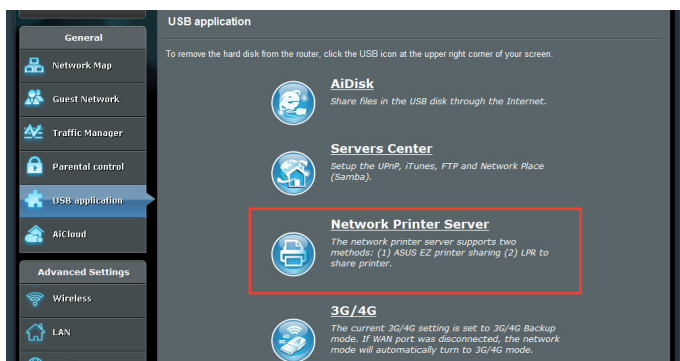 USB application
General
To remove the hard disk from the router, click the USB icon at the upper right corner of your screen.
Network Map
Guest Network
Traffic Manager
Parental control
USB application
AiCloud
Advanced Settings
Wireless
LAN
AiDisk
Share files in the USB disk through the Internet.
Servers Center
Setup the UPnP, iTunes, FTP and Network Place
(Samba).
Network Printer Server
The network printer server supports two
methods: (1) ASUS EZ printer sharing (2) LPR to
share printer.
3G/4G
The current 3G/4G setting is set to 3G/4G Backup
mode. If WAN port was disconnected, the network
mode will automatically turn to 3G/4G mode.